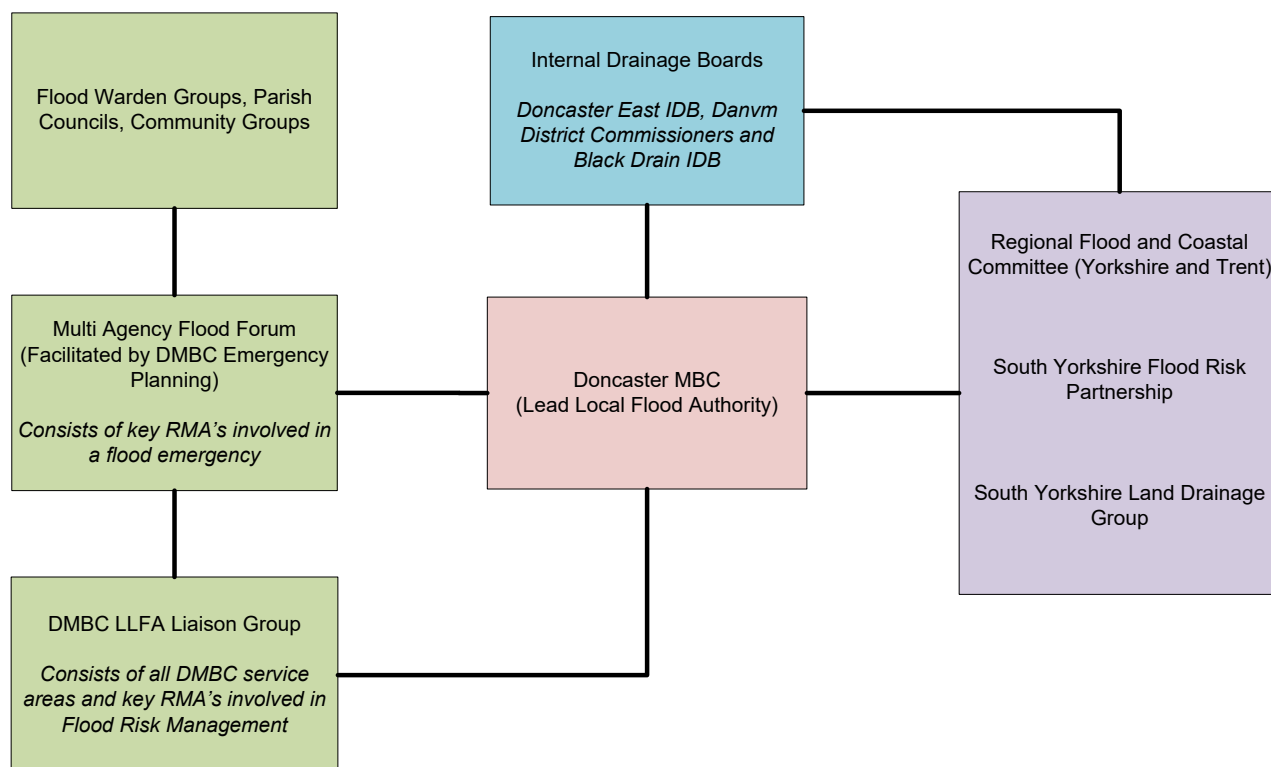 Flood Warden Groups, Parish
Councils, Community Groups
Internal Drainage Boards
Doncaster East IDB, Danvm
District Commissioners and
Black Drain IDB
Multi Agency Flood Forum
(Facilitated by DMBC Emergency
Planning)
Consists of key RMA's involved in
a flood emergency
Doncaster MBC
(Lead Local Flood Authority)
Regional Flood and Coastal
Committee (Yorkshire and Trent)
South Yorkshire Flood Risk
Partnership
South Yorkshire Land Drainage
Group
DMBC LLFA Liaison Group
Consists of all DMBC service
areas and key RMA's involved in
Flood Risk Management